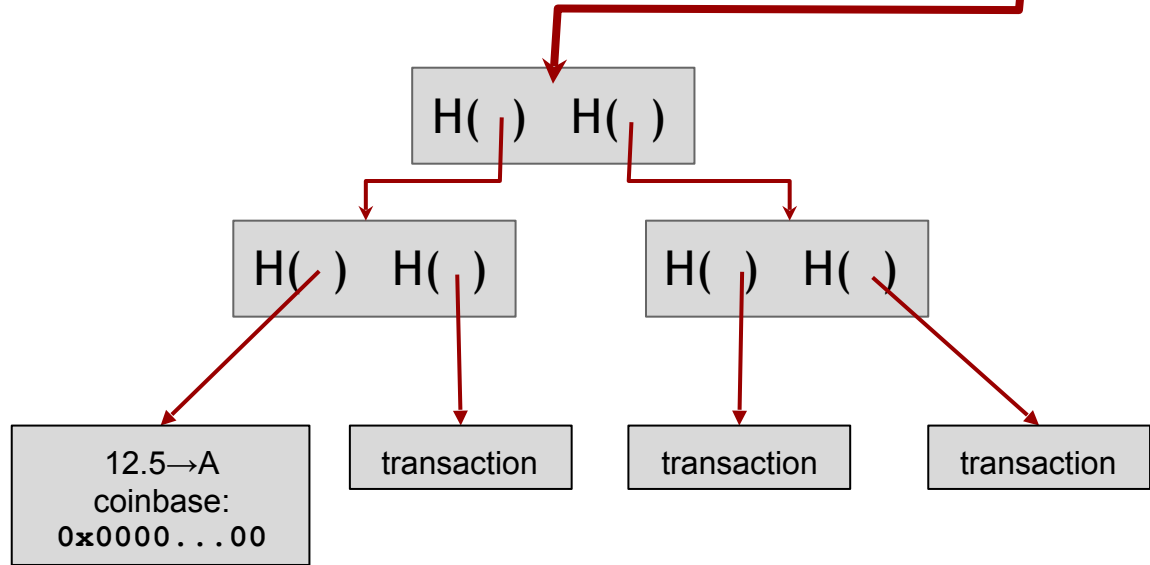 H( ) H( )
H( ) H( ) H( ) H( )
12.5→A
coinbase:
0x0000...00
transaction
transaction
transaction